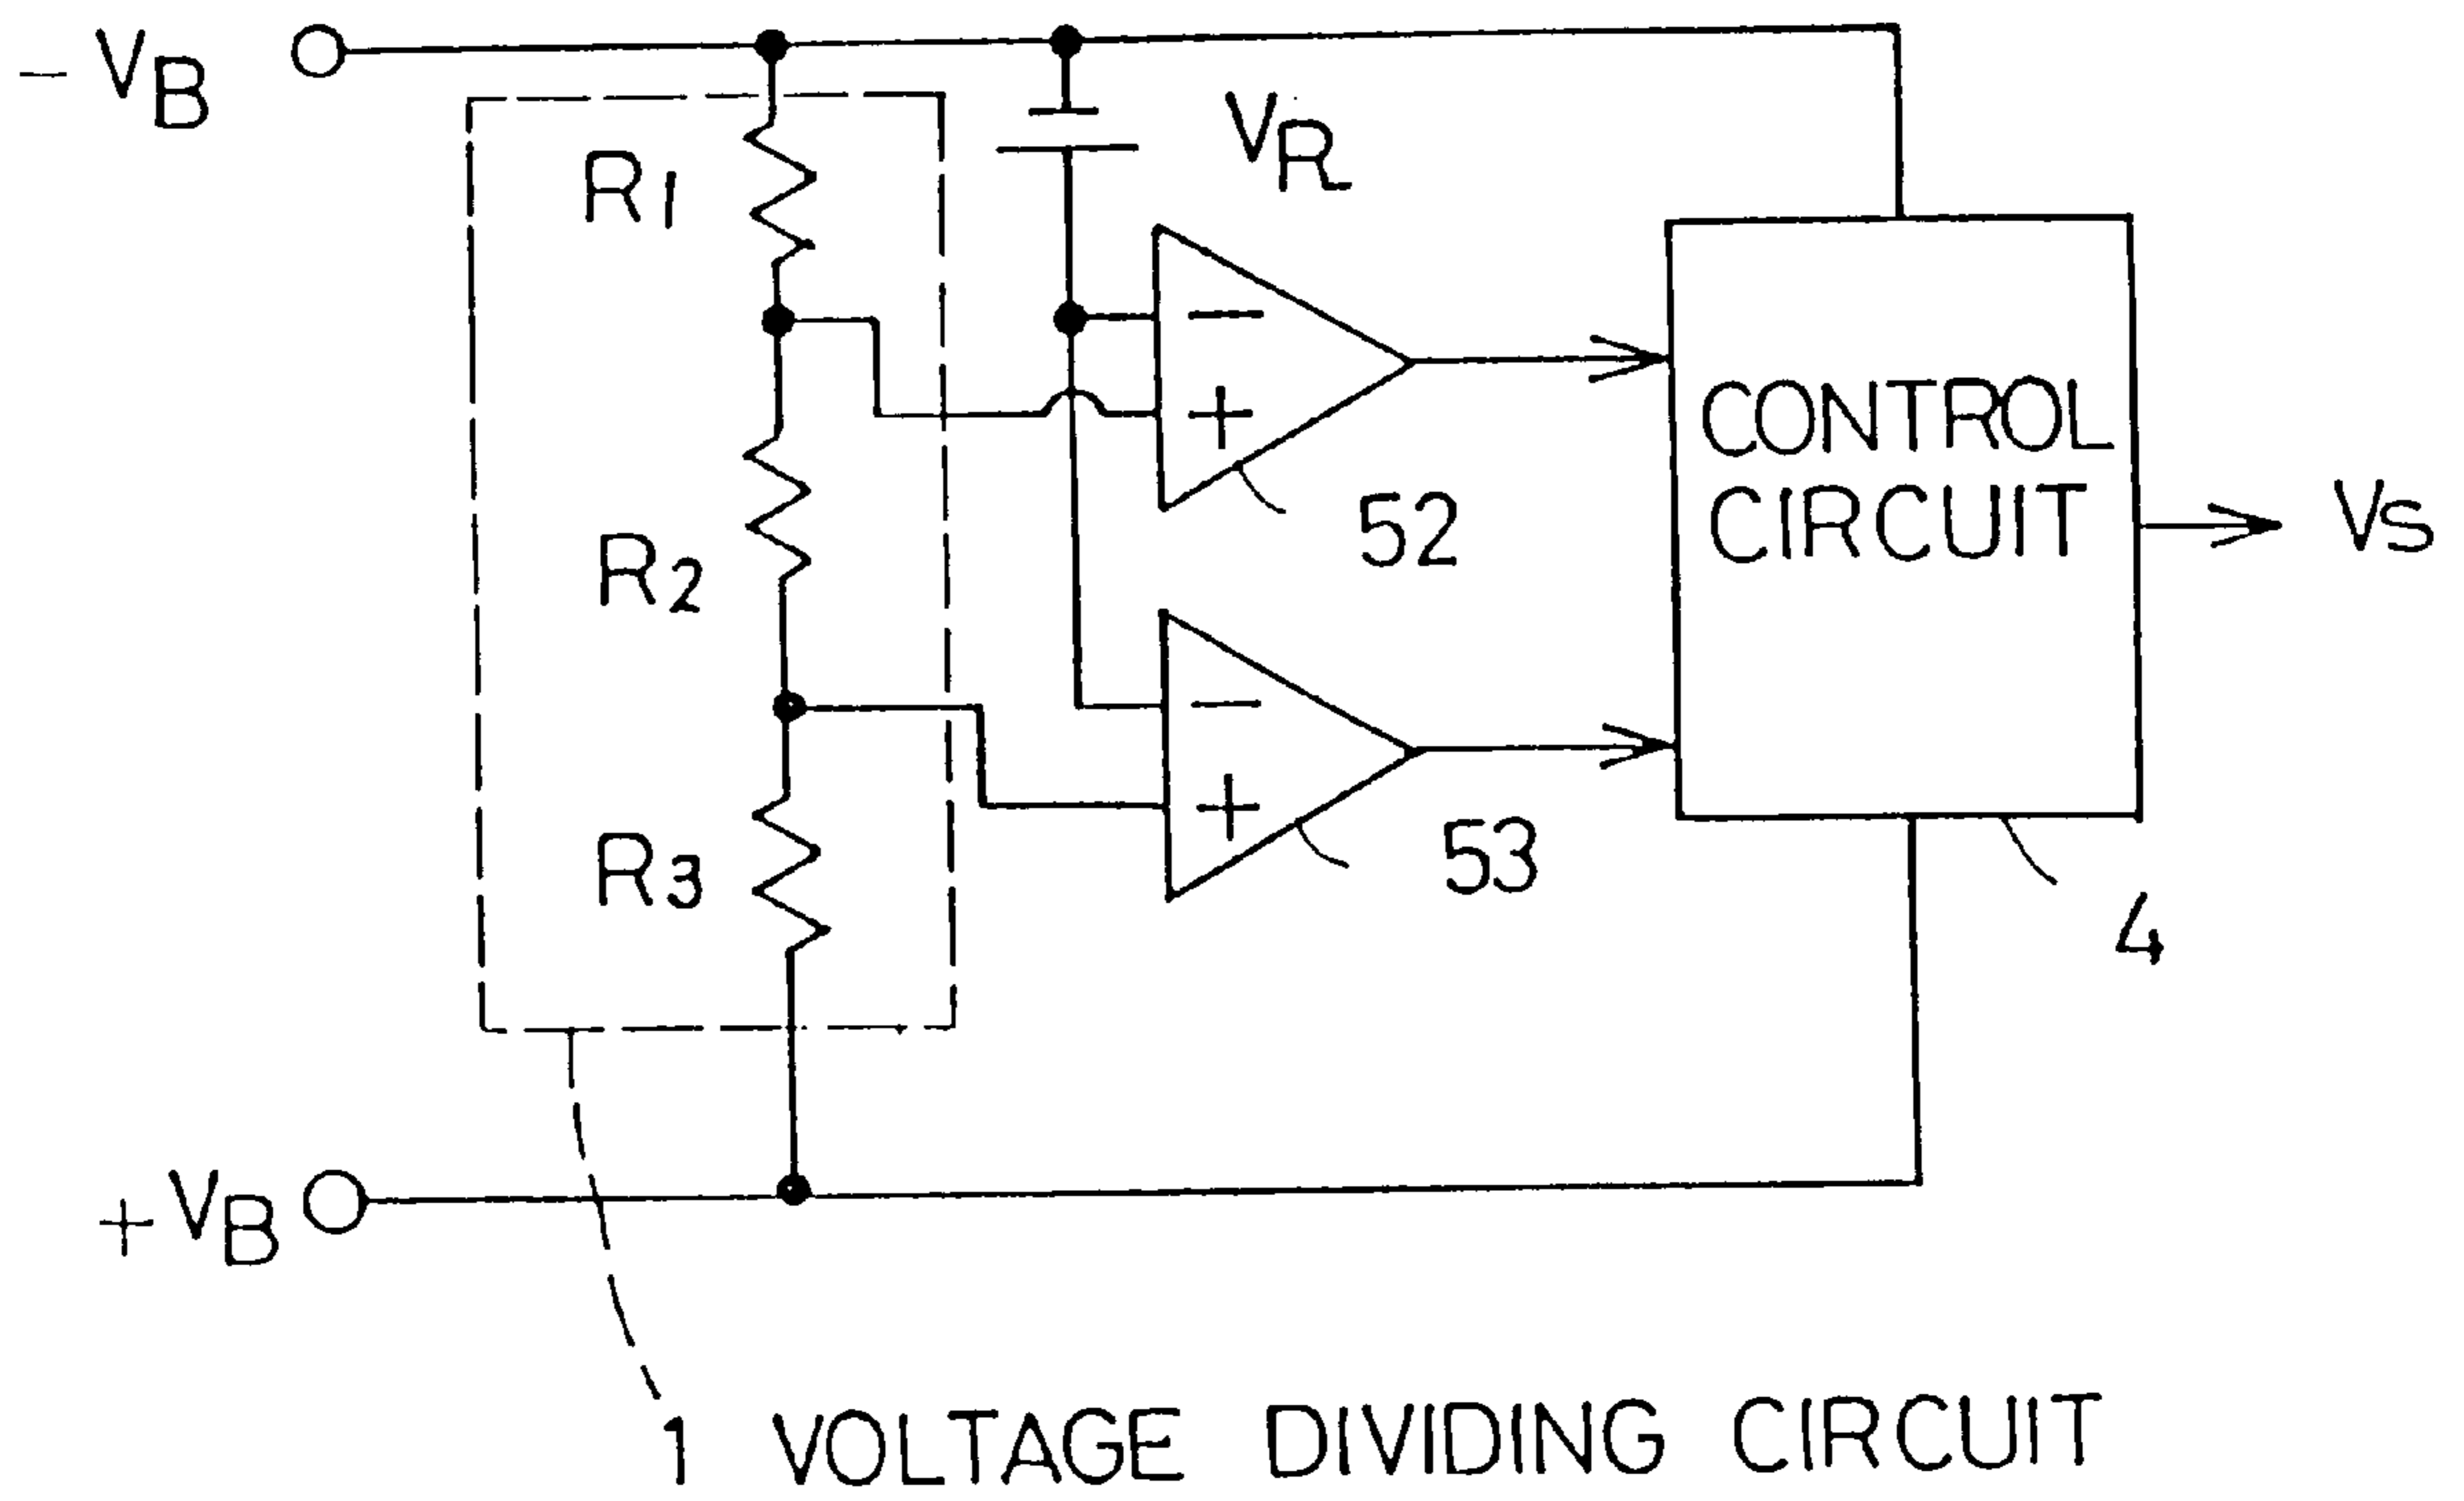 − VB
VR
R1
−
+
52
CONTROL
CIRCUIT
VS
R2
−
+
53
R3
4
+ VB
1 VOLTAGE DIVIDING CIRCUIT